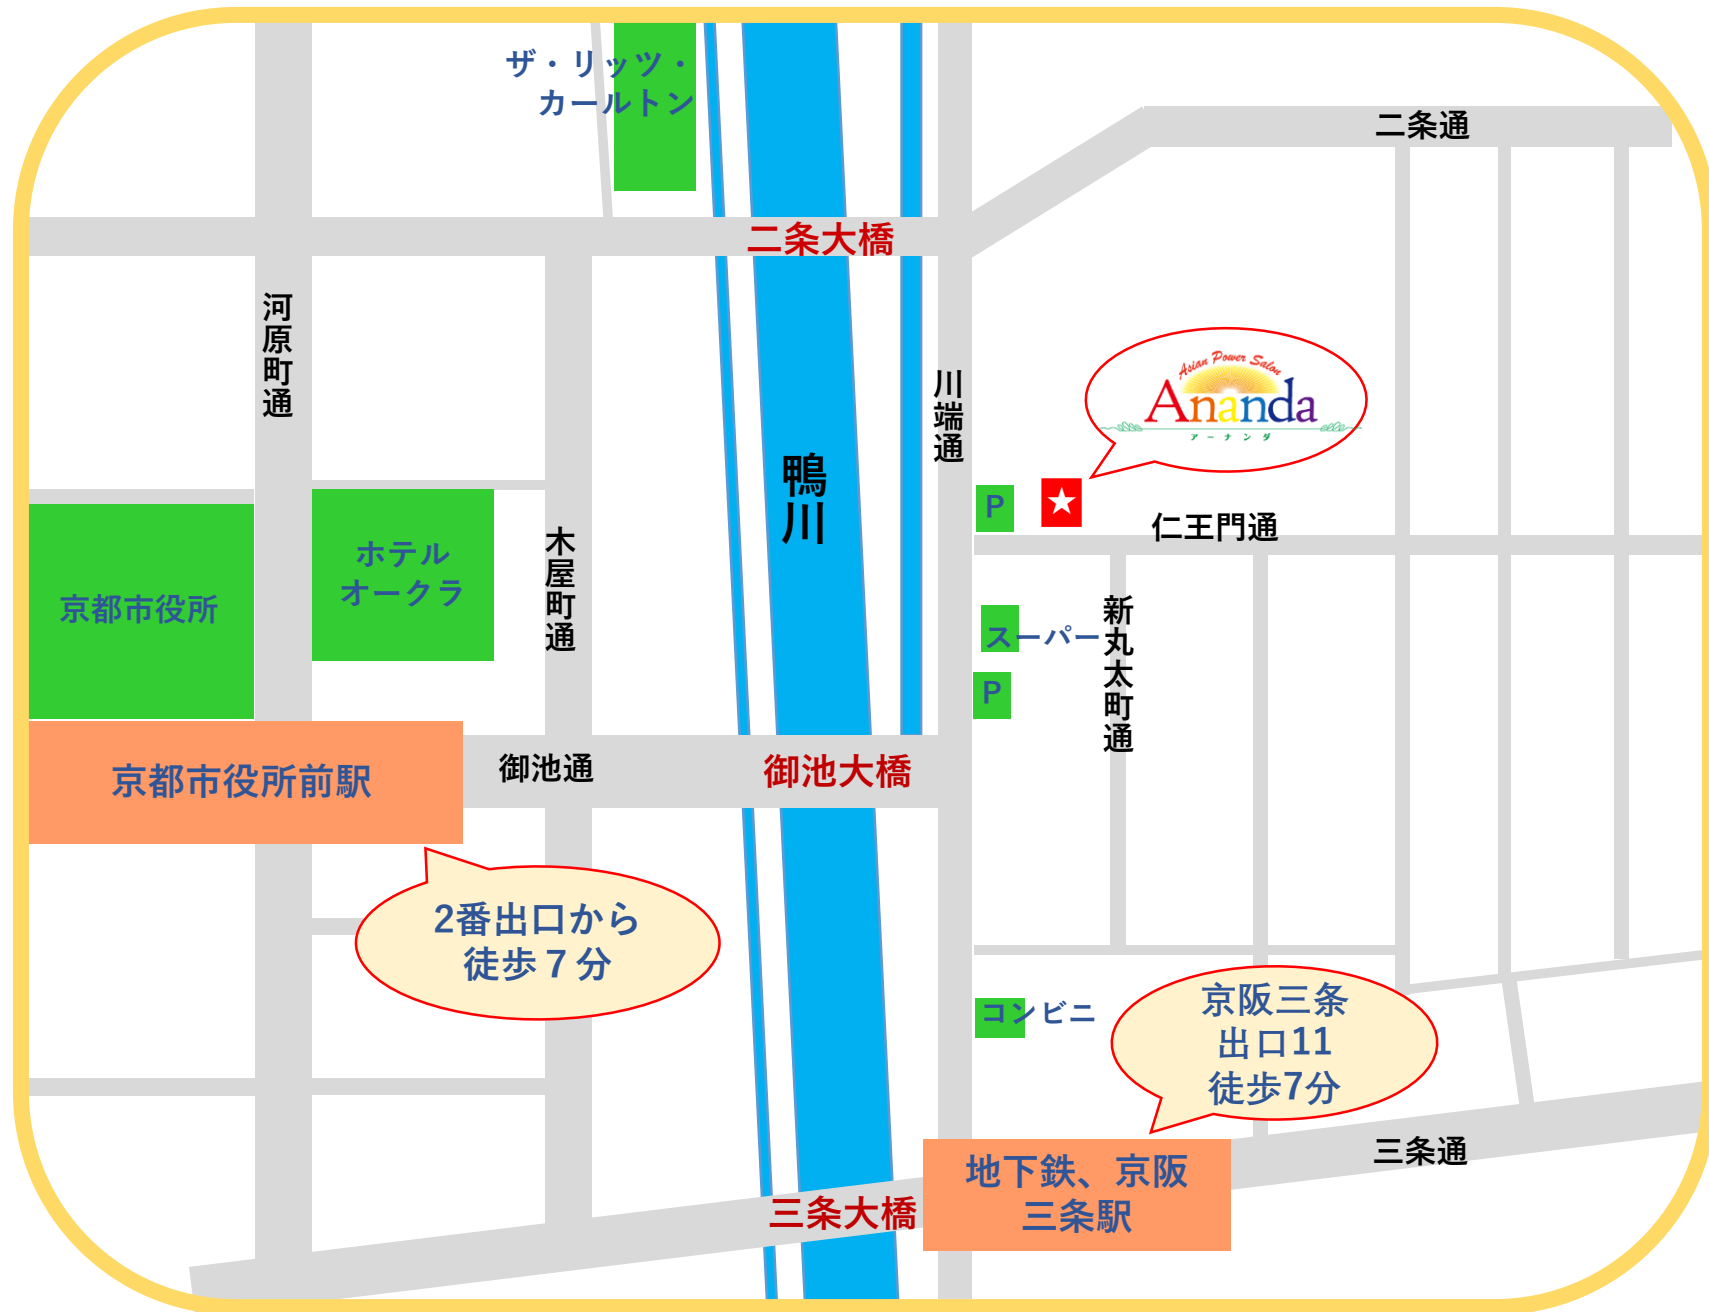 ザ・リッツ・
カールトン
二条通
二条大橋
河原町通
川端通
Asian Power Salon
Ananda
アーナンダ
鴨川
P
★
仁王門通
木屋町通
ホテル
オークラ
京都市役所
新丸太町通
スーパー
P
京都市役所前駅
御池通
御池大橋
2番出口から
徒歩７分
コンビニ
京阪三条
出口11
徒歩7分
三条通
地下鉄、京阪
三条駅
三条大橋